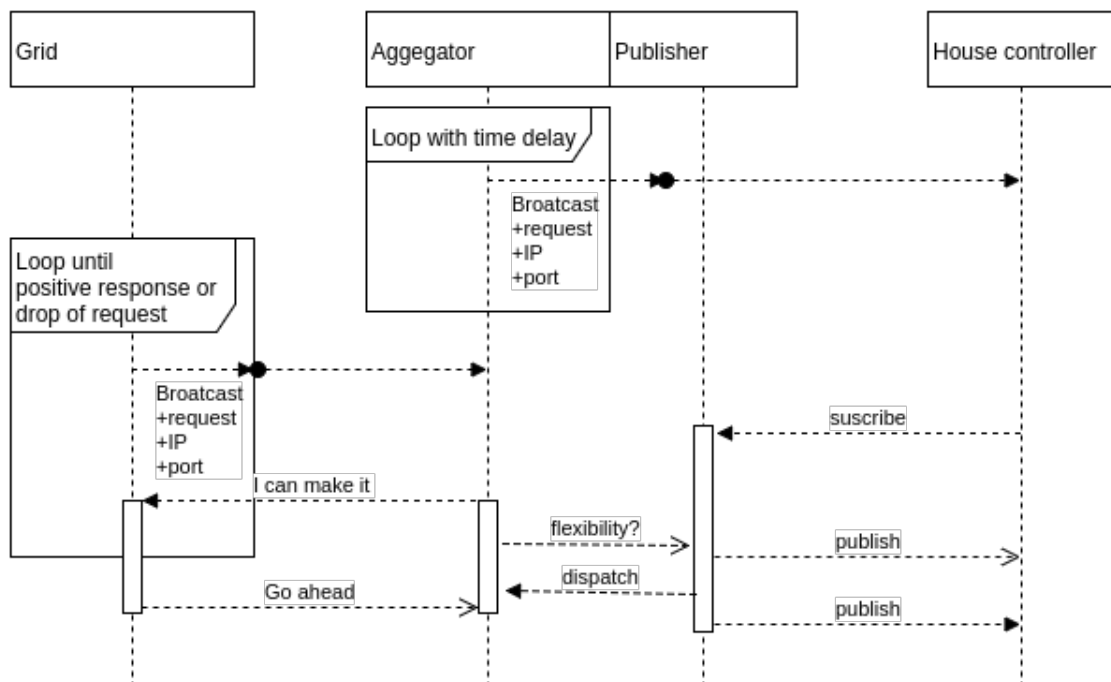 Grid
Aggegator
Publisher
House controller
Loop with time delay
Broatcast
+request
+IP
+port
Loop until
positive response or
drop of request
Broatcast
+request
+IP
+port
suscribe
I can make it
flexibility?
publish
dispatch
Go ahead
publish